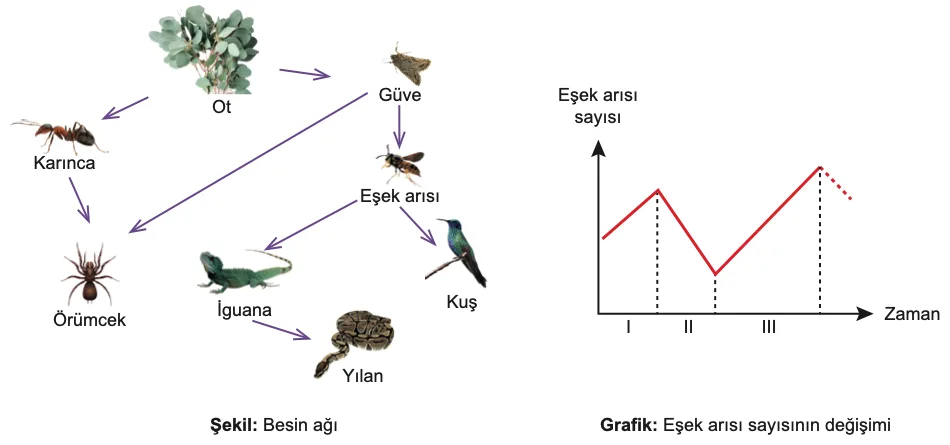 Ot
Güve
Karınca
Eşek arısı
Örümcek
İguana
Kuş
Yılan
Şekil: Besin ağı
Eşek arısı
sayısı
Zaman
I
II
III
Grafik: Eşek arısı sayısının değişimi